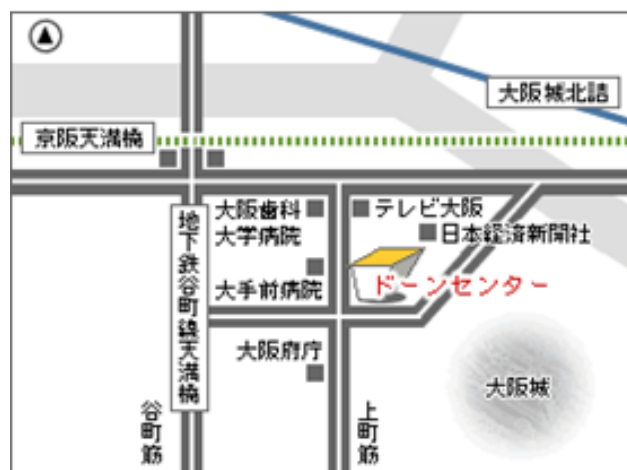 大阪城北詰
京阪天満橋
地下鉄谷町線天満橋
大阪歯科
大学病院
テレビ大阪
日本経済新聞社
大手前病院
ドーンセンター
大阪府庁
大阪城
谷町筋
上町筋